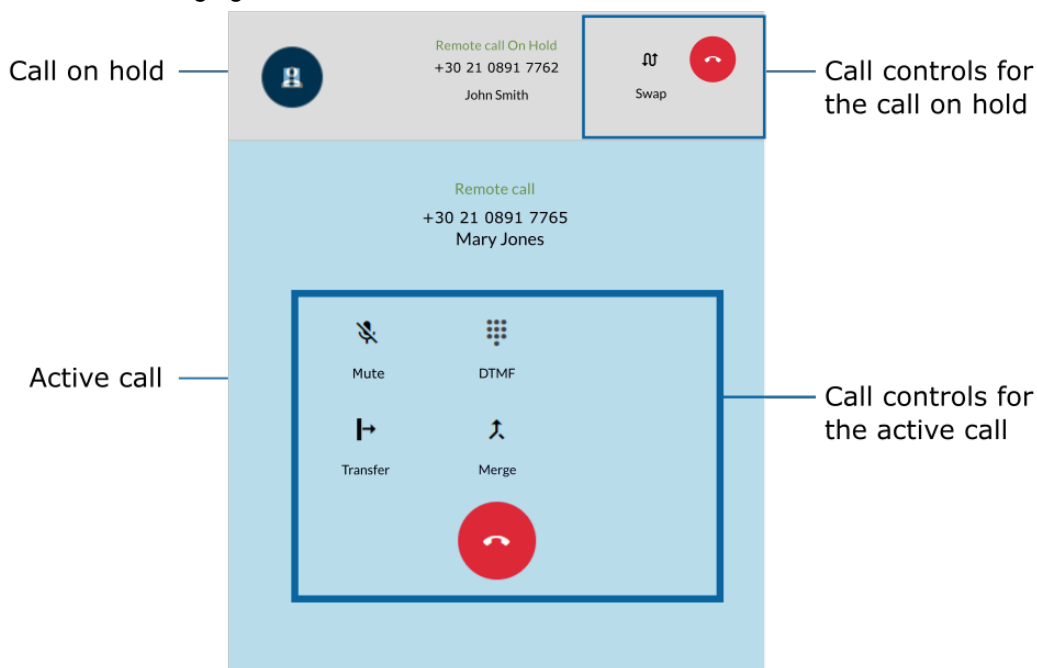 Call on hold
Remote call On Hold
+30 21 0891 7762
John Smith
Swap
Call controls for
the call on hold
Remote call
+30 21 0891 7765
Mary Jones
Active call
Mute
DTMF
Transfer
Merge
Call controls for
the active call